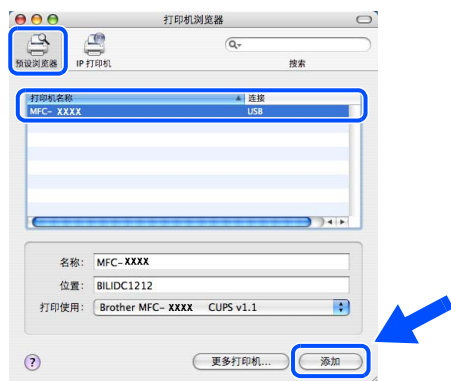 打印机浏览器
预设浏览器 IP 打印机 搜索
打印机名称 连接
MFC- XXXX USB
名称: MFC- XXXX
位置: BILIDC1212
打印使用: Brother MFC- XXXX CUPS v1.1
? 更多打印机... 添加